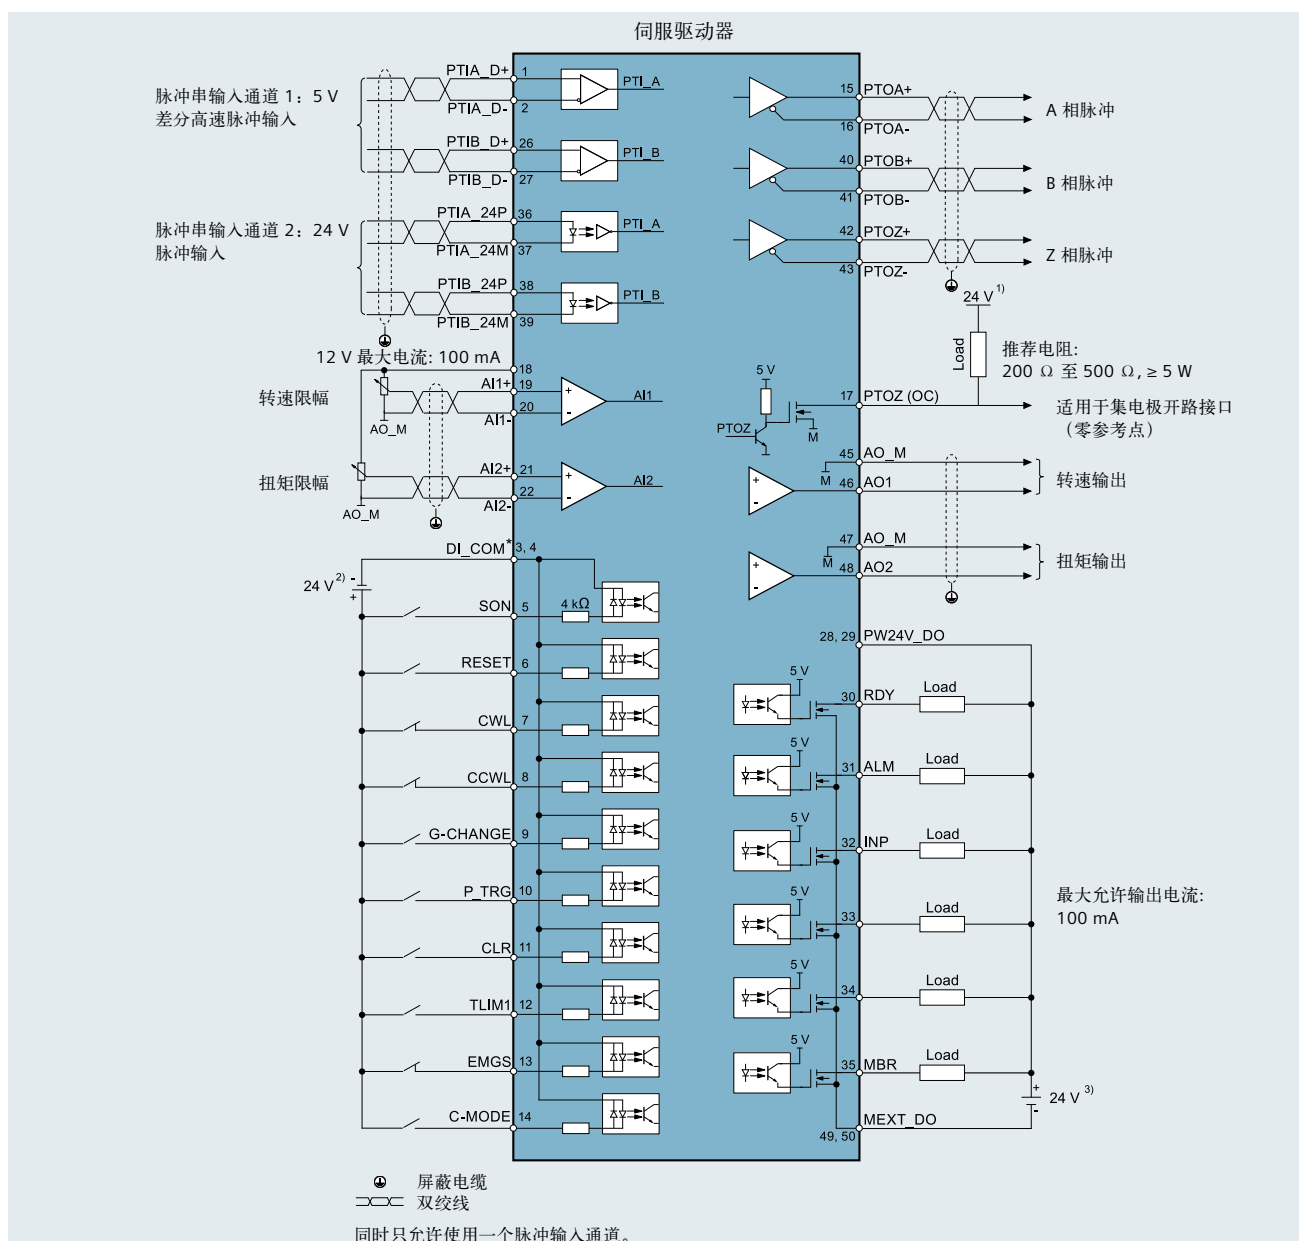 伺服驱动器
脉冲串输入通道 1：5 V
差分高速脉冲输入
PTIA_D+
1
PTI_A
PTIA_D-
2
PTIB_D+
26
PTI_B
PTIB_D-
27
脉冲串输入通道 2：24 V
脉冲输入
PTIA_24P
36
PTI_A
PTIA_24M
37
PTIB_24P
38
PTI_B
PTIB_24M
39
12 V 最大电流: 100 mA
18
转速限幅
AI1+
19
+
-
AI1
20
AI1-
AO_M
扭矩限幅
AI2+
21
+
-
AI2
22
AI2-
AO_M
DI_COM*
3, 4
24 V 2)
-
+
SON
5
4 kΩ
RESET
6
CWL
7
CCWL
8
G-CHANGE
9
P_TRG
10
CLR
11
TLIM1
12
EMGS
13
C-MODE
14
15
PTOA+
16
PTOA-
A 相脉冲
40
PTOB+
41
PTOB-
B 相脉冲
42
PTOZ+
43
PTOZ-
Z 相脉冲
24 V 1)
Load
推荐电阻:
200 Ω 至 500 Ω, ≥ 5 W
5 V
17
PTOZ (OC)
PTOZ
M
适用于集电极开路接口
（零参考点）
45
AO_M
M
+
-
46
AO1
转速输出
47
AO_M
M
+
-
48
AO2
扭矩输出
28, 29
PW24V_DO
5 V
30
RDY
Load
5 V
31
ALM
Load
5 V
32
INP
Load
5 V
33
Load
最大允许输出电流:
100 mA
5 V
34
Load
5 V
35
MBR
Load
+
24 V 3)
-
49, 50
MEXT_DO
屏蔽电缆
双绞线
同时只允许使用一个脉冲输入通道。